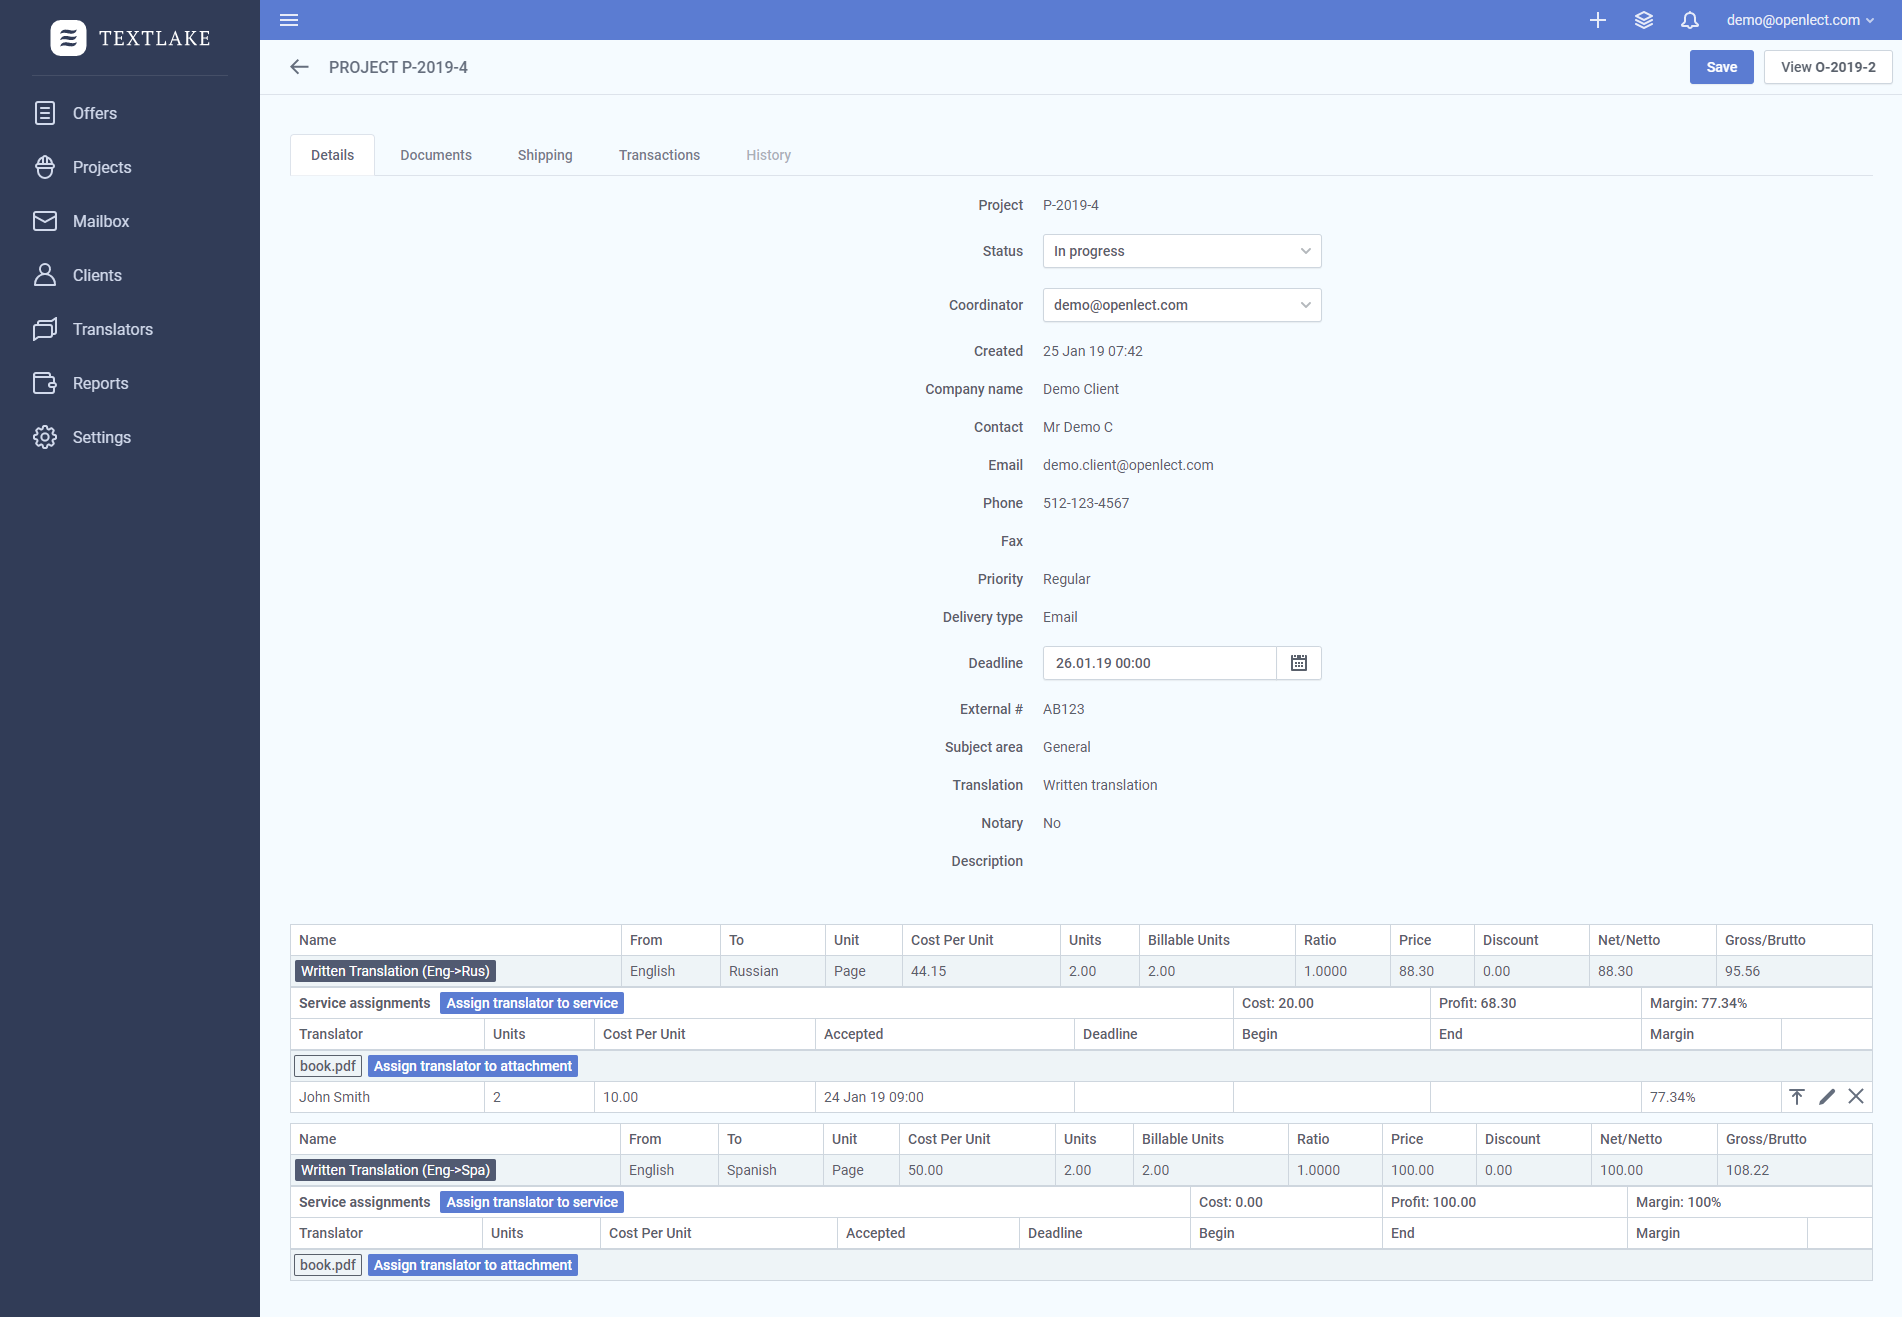 TEXTLAKE
demo@openlect.com
PROJECT P-2019-4
Save
View O-2019-2
Offers
Projects
Mailbox
Clients
Translators
Reports
Settings
Details Documents Shipping Transactions History
Project P-2019-4
Status In progress
Coordinator demo@openlect.com
Created 25 Jan 19 07:42
Company name Demo Client
Contact Mr Demo C
Email demo.client@openlect.com
Phone 512-123-4567
Fax
Priority Regular
Delivery type Email
Deadline 26.01.19 00:00
External # AB123
Subject area General
Translation Written translation
Notary No
Description
Name From To Unit Cost Per Unit Units Billable Units Ratio Price Discount Net/Netto Gross/Brutto
Written Translation (Eng->Rus) English Russian Page 44.15 2.00 2.00 1.0000 88.30 0.00 88.30 95.56
Service assignments Assign translator to service Cost: 20.00 Profit: 68.30 Margin: 77.34%
Translator Units Cost Per Unit Accepted Deadline Begin End Margin
book.pdf Assign translator to attachment
John Smith 2 10.00 24 Jan 19 09:00 77.34%
Name From To Unit Cost Per Unit Units Billable Units Ratio Price Discount Net/Netto Gross/Brutto
Written Translation (Eng->Spa) English Spanish Page 50.00 2.00 2.00 1.0000 100.00 0.00 100.00 108.22
Service assignments Assign translator to service Cost: 0.00 Profit: 100.00 Margin: 100%
Translator Units Cost Per Unit Accepted Deadline Begin End Margin
book.pdf Assign translator to attachment